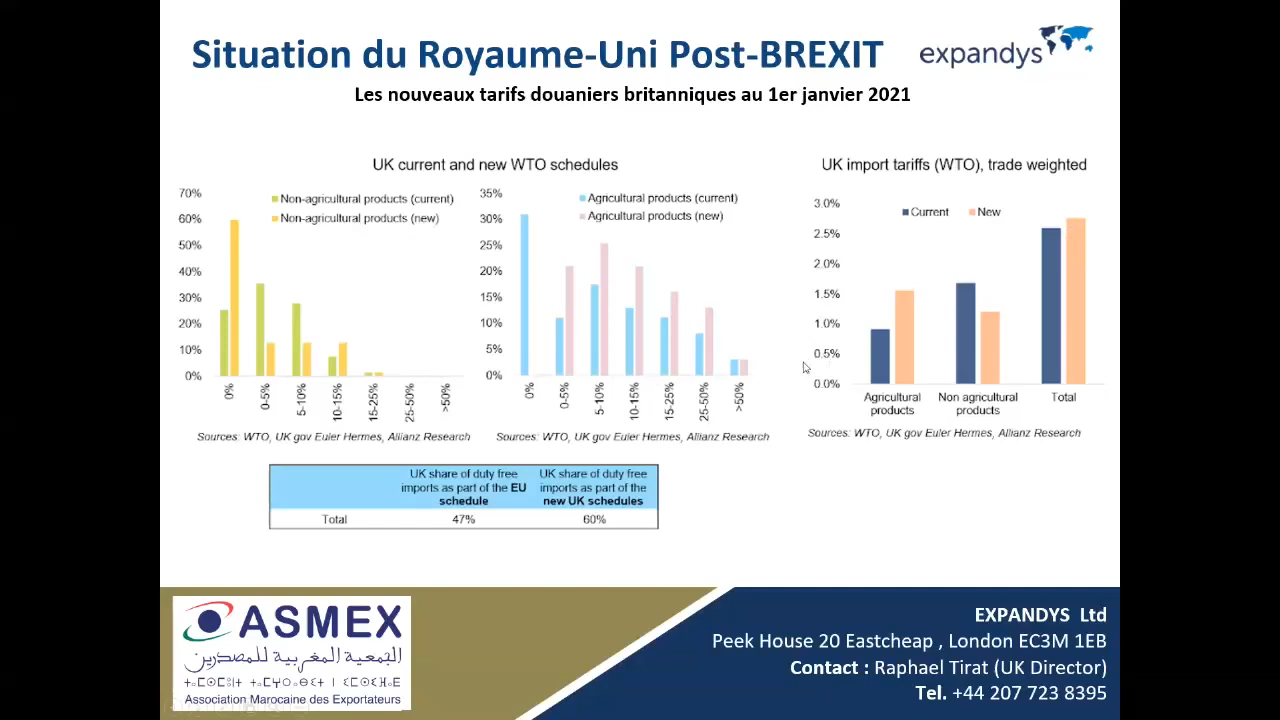 Situation du Royaume-Uni Post-BREXIT
expandys
Les nouveaux tarifs douaniers britanniques au 1er janvier 2021
UK current and new WTO schedules
70%
60%
50%
40%
30%
20%
10%
0%
Non-agricultural products (current)
Non-agricultural products (new)
0%
0-5%
5-10%
10-15%
15-25%
25-50%
>50%
Sources: WTO, UK gov Euler Hermes, Allianz Research
35%
30%
25%
20%
15%
10%
5%
0%
Agricultural products (current)
Agricultural products (new)
0%
0-5%
5-10%
10-15%
15-25%
25-50%
>50%
Sources: WTO, UK gov Euler Hermes, Allianz Research
UK import tariffs (WTO), trade weighted
3.0%
2.5%
2.0%
1.5%
1.0%
0.5%
0.0%
Current New
Agricultural products
Non agricultural products
Total
Sources: WTO, UK gov Euler Hermes, Allianz Research
UK share of duty free
imports as part of the EU
schedule
UK share of duty free
imports as part of the
new UK schedules
Total 47% 60%
ASMEX
الجمعية المغربية للمصدرين
Association Marocaine des Exportateurs
EXPANDYS Ltd
Peek House 20 Eastcheap , London EC3M 1EB
Contact : Raphael Tirat (UK Director)
Tel. +44 207 723 8395